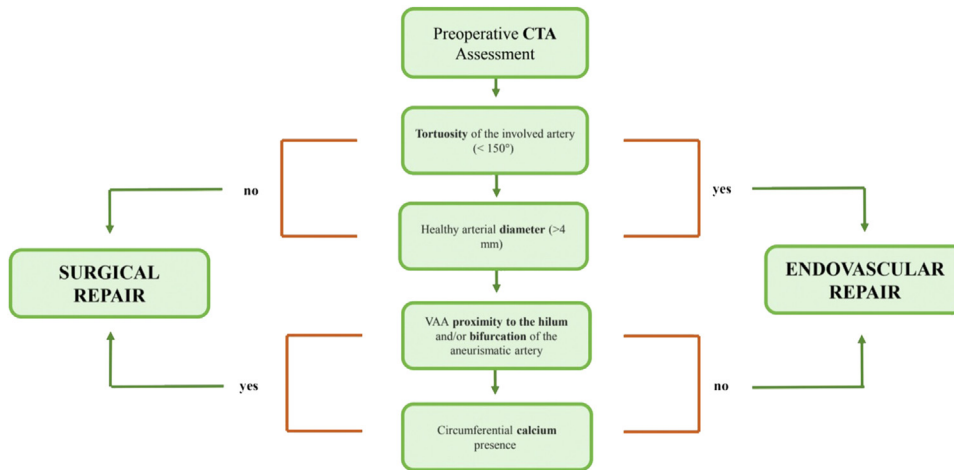 Preoperative CTA
Assessment
Tortuosity of the involved artery
(< 150°)
no
yes
Healthy arterial diameter (>4
mm)
SURGICAL
REPAIR
ENDOVASCULAR
REPAIR
VAA proximity to the hilum
and/or bifurcation of the
aneurismatic artery
yes
no
Circumferential calcium
presence